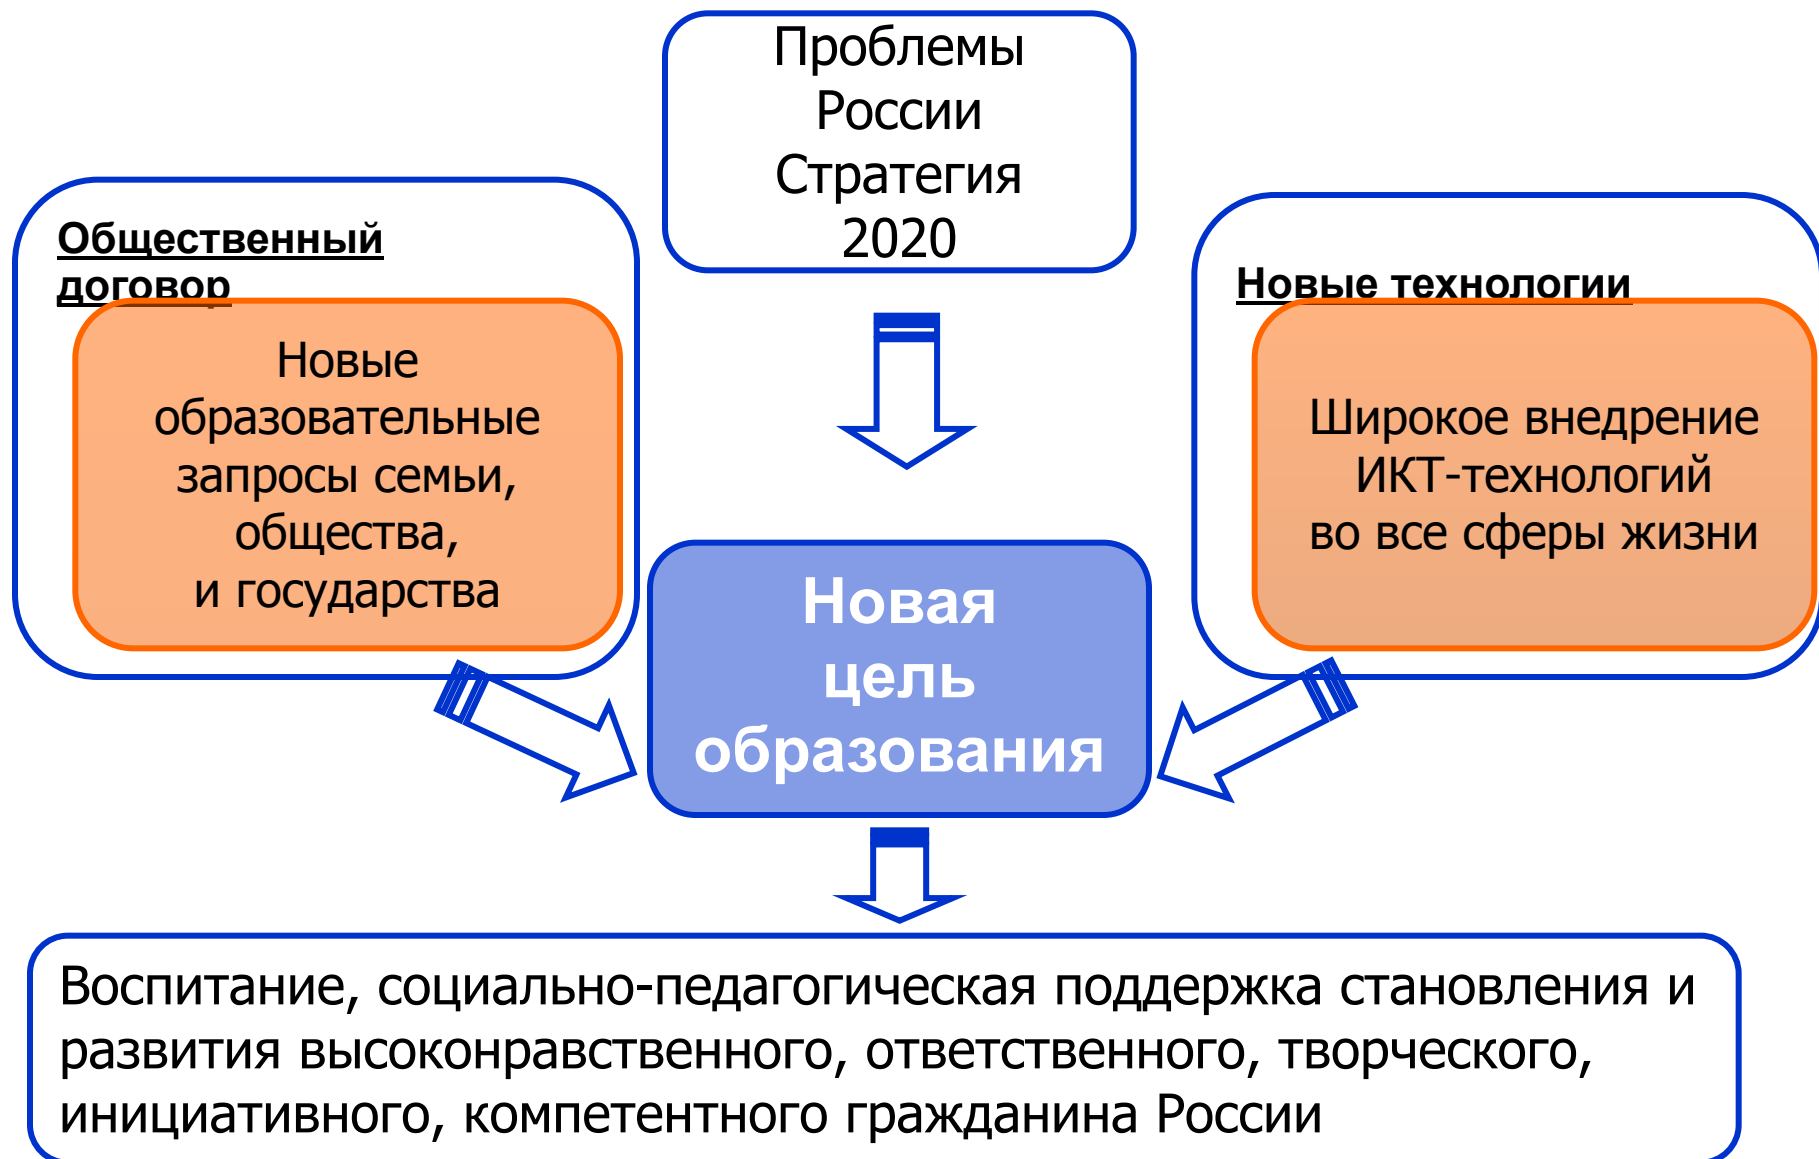 Проблемы
России
Стратегия
2020
Общественный
договор
Новые
образовательные
запросы семьи,
общества,
и государства
Новые технологии
Широкое внедрение
ИКТ-технологий
во все сферы жизни
Новая
цель
образования
Воспитание, социально-педагогическая поддержка становления и
развития высоконравственного, ответственного, творческого,
инициативного, компетентного гражданина России